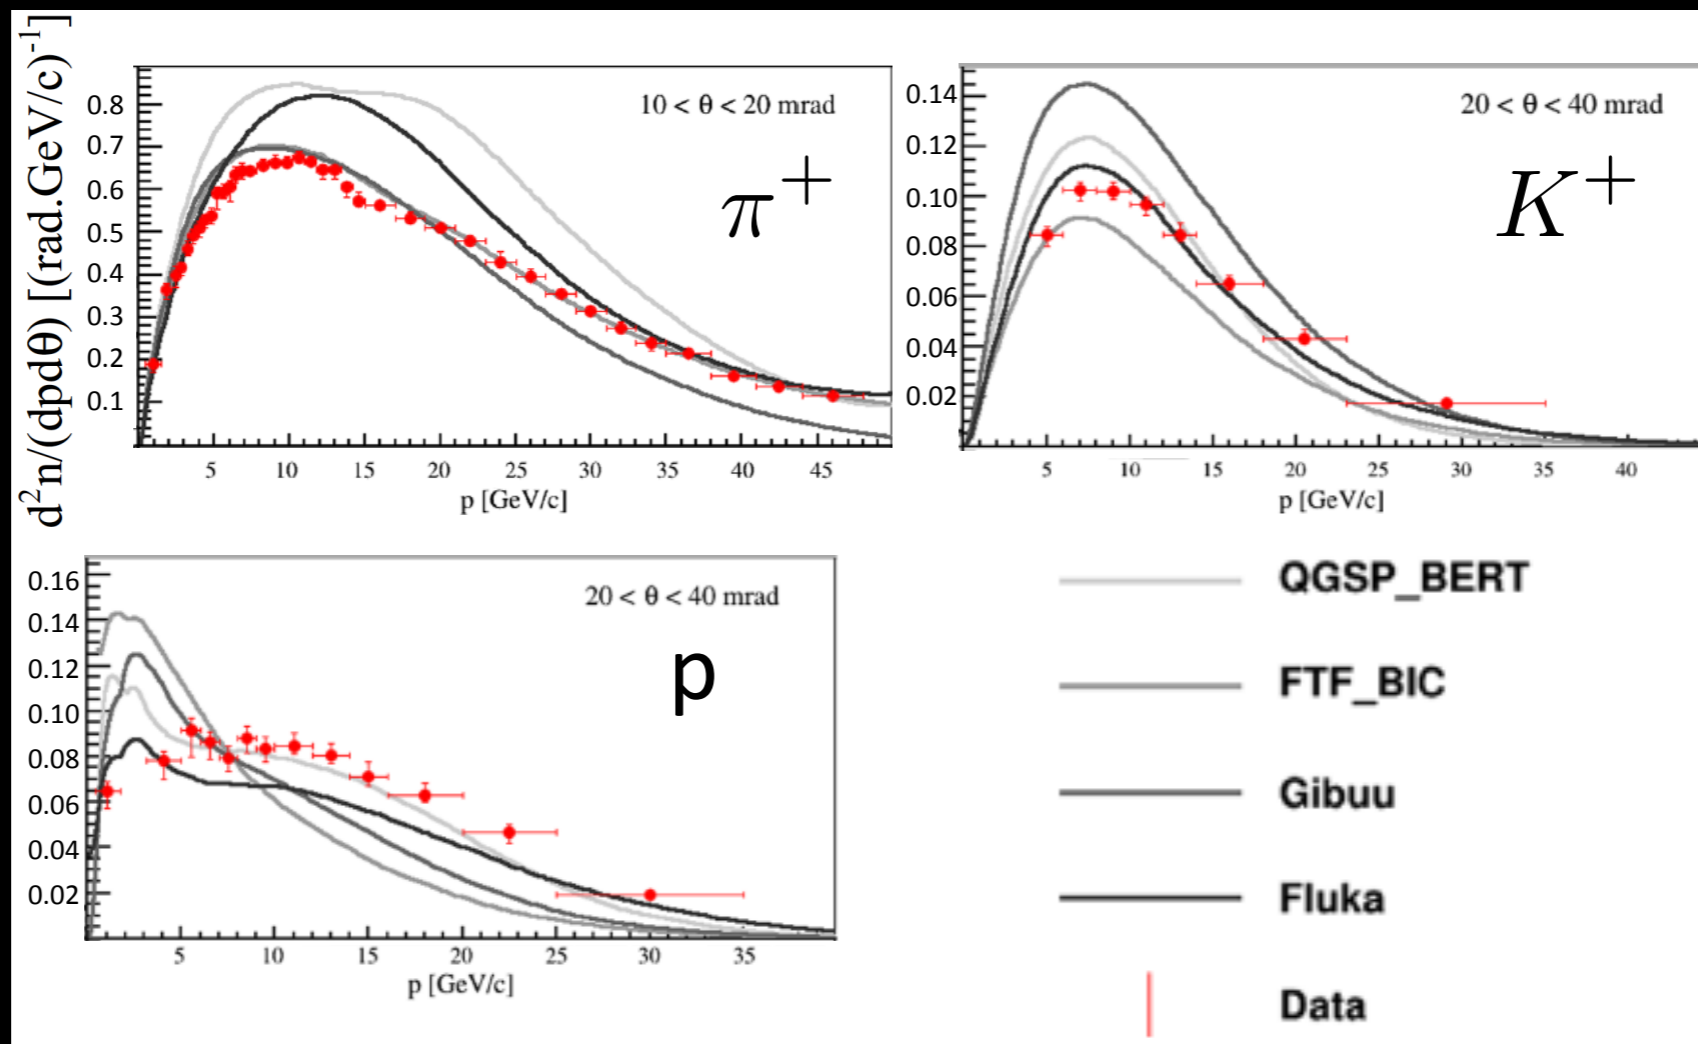 d²n/(dpdθ) [(rad.GeV/c)⁻¹]
10 < θ < 20 mrad
π⁺
0.8
0.7
0.6
0.5
0.4
0.3
0.2
0.1
5 10 15 20 25 30 35 40 45
p [GeV/c]
20 < θ < 40 mrad
K⁺
0.14
0.12
0.10
0.08
0.06
0.04
0.02
5 10 15 20 25 30 35 40
p [GeV/c]
20 < θ < 40 mrad
p
0.16
0.14
0.12
0.10
0.08
0.06
0.04
0.02
5 10 15 20 25 30 35
p [GeV/c]
QGSP_BERT
FTF_BIC
Gibuu
Fluka
Data